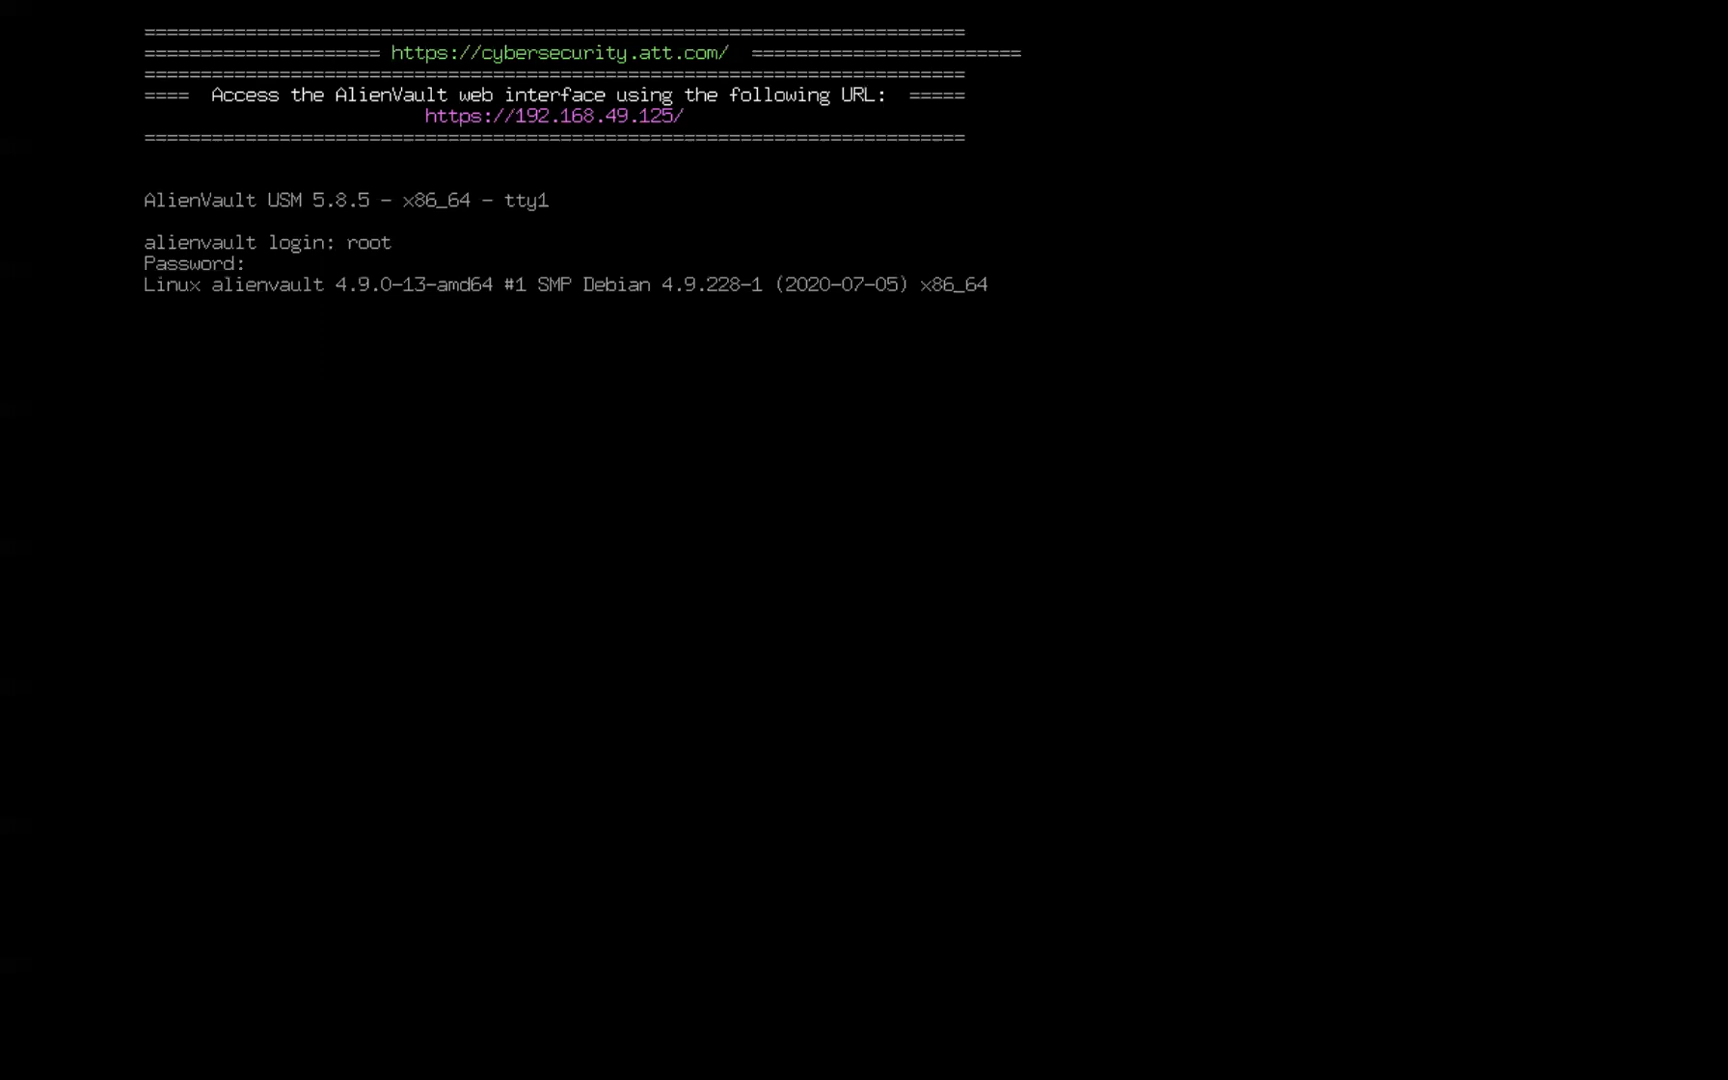 =========================================================================
===================== https://cybersecurity.att.com/  ========================
=========================================================================
====  Access the AlienVault web interface using the following URL:  =====
https://192.168.49.125/
=========================================================================
AlienVault USM 5.8.5 - x86_64 - tty1
alienvault login: root
Password:
Linux alienvault 4.9.0-13-amd64 #1 SMP Debian 4.9.228-1 (2020-07-05) x86_64